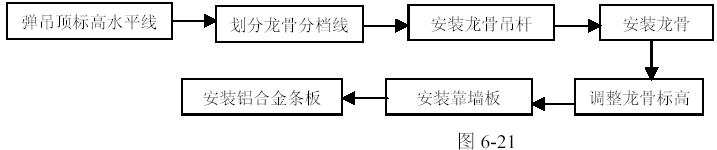 弹吊顶标高水平线
划分龙骨分档线
安装龙骨吊杆
安装龙骨
调整龙骨标高
安装靠墙板
安装铝合金条板
图 6-21